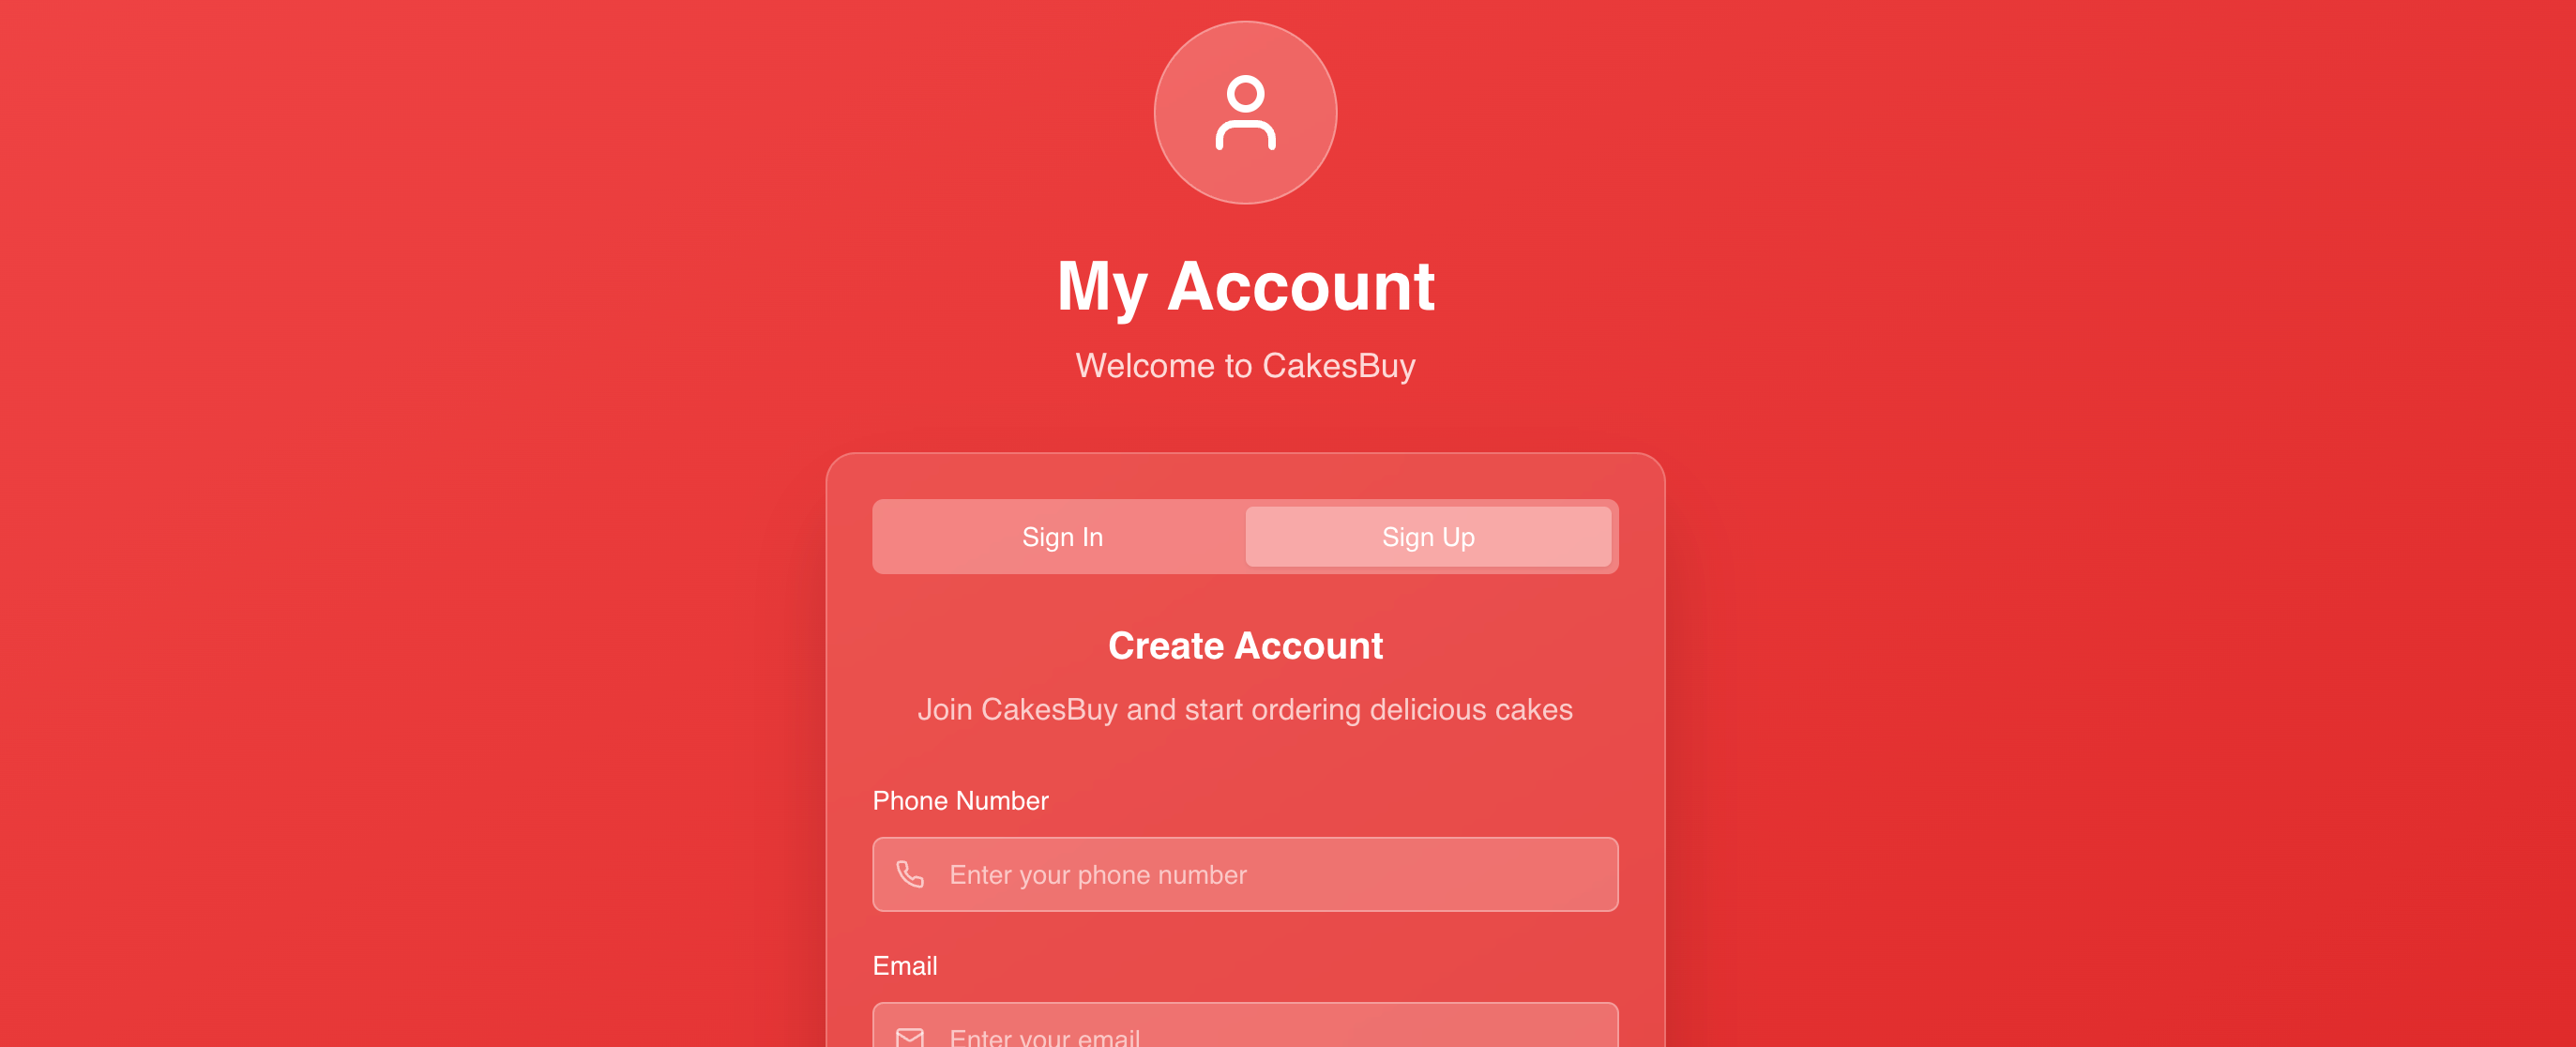 My Account
Welcome to CakesBuy
Sign In
Sign Up
Create Account
Join CakesBuy and start ordering delicious cakes
Phone Number
Enter your phone number
Email
Enter your email